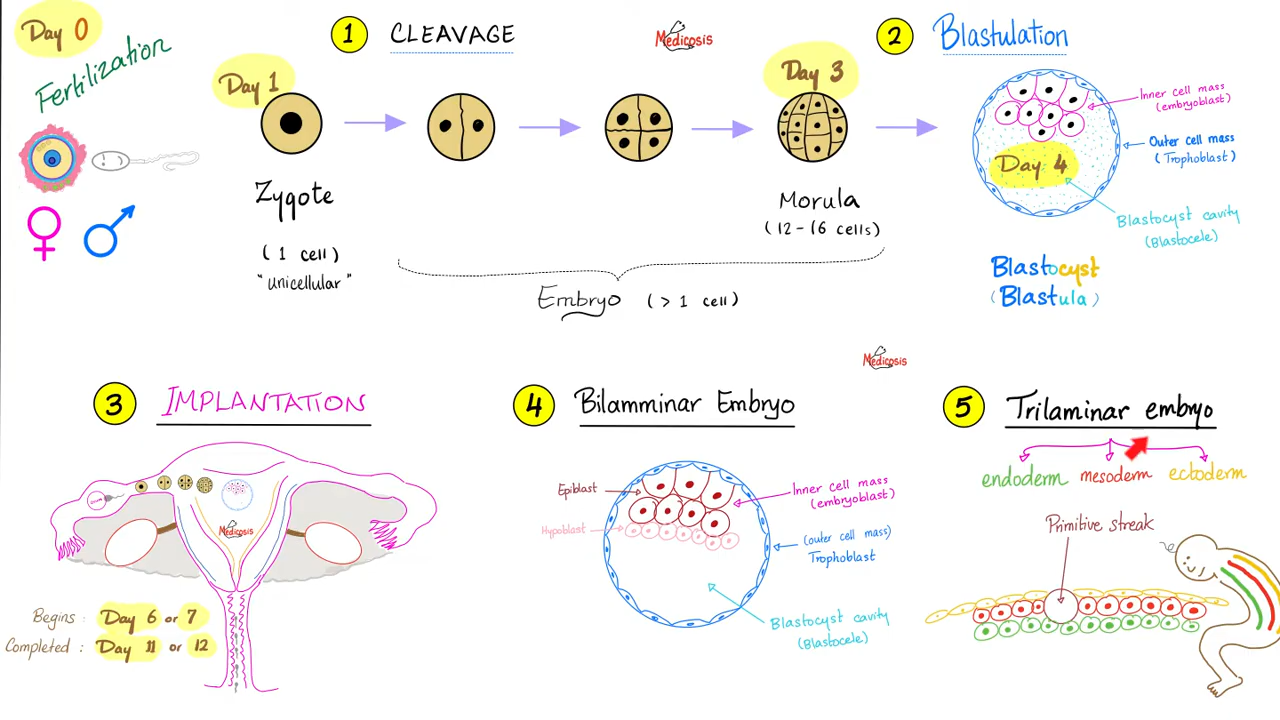 Day 0
Fertilization
1 CLEAVAGE
Medicosis
2 Blastulation
Day 1
Day 3
Inner cell mass
(embryoblast)
Outer cell mass
(Trophoblast)
Day 4
Blastocyst cavity
(Blastocele)
Zygote
(1 cell)
"unicellular"
Morula
(12-16 cells)
Embryo (> 1 cell)
Blastocyst
(Blastula)
Medicosis
3 IMPLANTATION
Medicosis
Begins : Day 6 or 7
Completed : Day 11 or 12
4 Bilamminar Embryo
Epiblast
Hypoblast
Inner cell mass
(embryoblast)
(outer cell mass)
Trophoblast
Blastocyst cavity
(Blastocele)
5 Trilaminar embryo
endoderm mesoderm ectoderm
Primitive streak